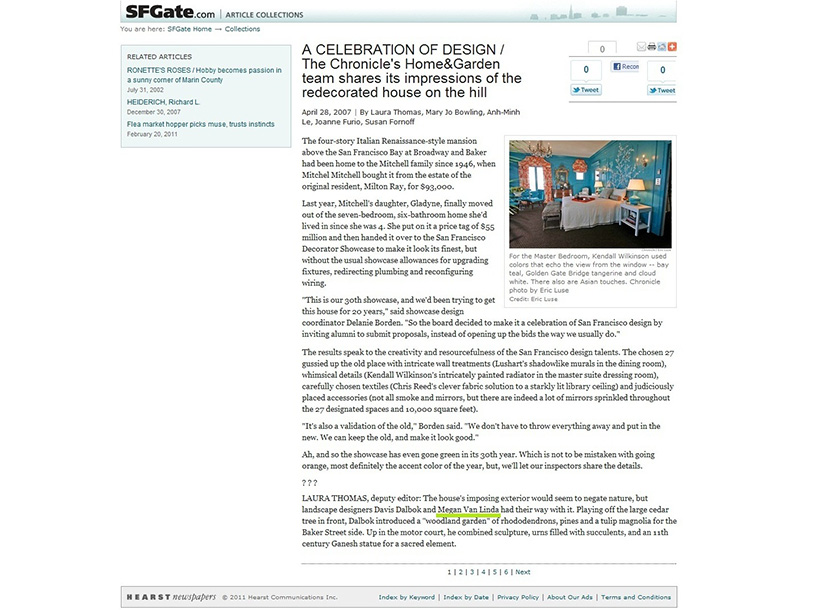 SFGate.com | ARTICLE COLLECTIONS
You are here: SFGate Home → Collections
RELATED ARTICLES
RONETTE'S ROSES / Hobby becomes passion in
a sunny corner of Marin County
July 31, 2002
HEIDERICH, Richard L.
December 30, 2007
Flea market hopper picks muse, trusts instincts
February 20, 2011
A CELEBRATION OF DESIGN /
The Chronicle's Home&Garden
team shares its impressions of the
redecorated house on the hill
April 28, 2007 | By Laura Thomas, Mary Jo Bowling, Anh-Minh
Le, Joanne Furio, Susan Fornoff
0
0
Tweet
Recon
0
Tweet
The four-story Italian Renaissance-style mansion
above the San Francisco Bay at Broadway and Baker
had been home to the Mitchell family since 1946, when
Mitchel Mitchell bought it from the estate of the
original resident, Milton Ray, for $93,000.
Last year, Mitchell's daughter, Gladyne, finally moved
out of the seven-bedroom, six-bathroom home she'd
lived in since she was 4. She put on it a price tag of $55
million and then handed it over to the San Francisco
Decorator Showcase to make it look its finest, but
without the usual showcase allowances for upgrading
fixtures, redirecting plumbing and reconfiguring
wiring.
For the Master Bedroom, Kendall Wilkinson used
colors that echo the view from the window -- bay
teal, Golden Gate Bridge tangerine and cloud
white. There also are Asian touches. Chronicle
photo by Eric Luse
Credit: Eric Luse
"This is our 30th showcase, and we'd been trying to get
this house for 20 years," said showcase design
coordinator Delanie Borden. "So the board decided to make it a celebration of San Francisco design by
inviting alumni to submit proposals, instead of opening up the bids the way we usually do."
The results speak to the creativity and resourcefulness of the San Francisco design talents. The chosen 27
gussied up the old place with intricate wall treatments (Lushart's shadowlike murals in the dining room),
whimsical details (Kendall Wilkinson's intricately painted radiator in the master suite dressing room),
carefully chosen textiles (Chris Reed's clever fabric solution to a starkly lit library ceiling) and judiciously
placed accessories (not all smoke and mirrors, but there are indeed a lot of mirrors sprinkled throughout
the 27 designated spaces and 10,000 square feet).
"It's also a validation of the old," Borden said. "We don't have to throw everything away and put in the
new. We can keep the old, and make it look good."
Ah, and so the showcase has even gone green in its 30th year. Which is not to be mistaken with going
orange, most definitely the accent color of the year, but, we'll let our inspectors share the details.
? ? ?
LAURA THOMAS, deputy editor: The house's imposing exterior would seem to negate nature, but
landscape designers Davis Dalbok and Megan Van Linda had their way with it. Playing off the large cedar
tree in front, Dalbok introduced a "woodland garden" of rhododendrons, pines and a tulip magnolia for the
Baker Street side. Up in the motor court, he combined sculpture, urns filled with succulents, and an 11th
century Ganesh statue for a sacred element.
1 | 2 | 3 | 4 | 5 | 6 | Next
HEARST newspapers © 2011 Hearst Communications Inc.
Index by Keyword | Index by Date | Privacy Policy | About Our Ads | Terms and Conditions